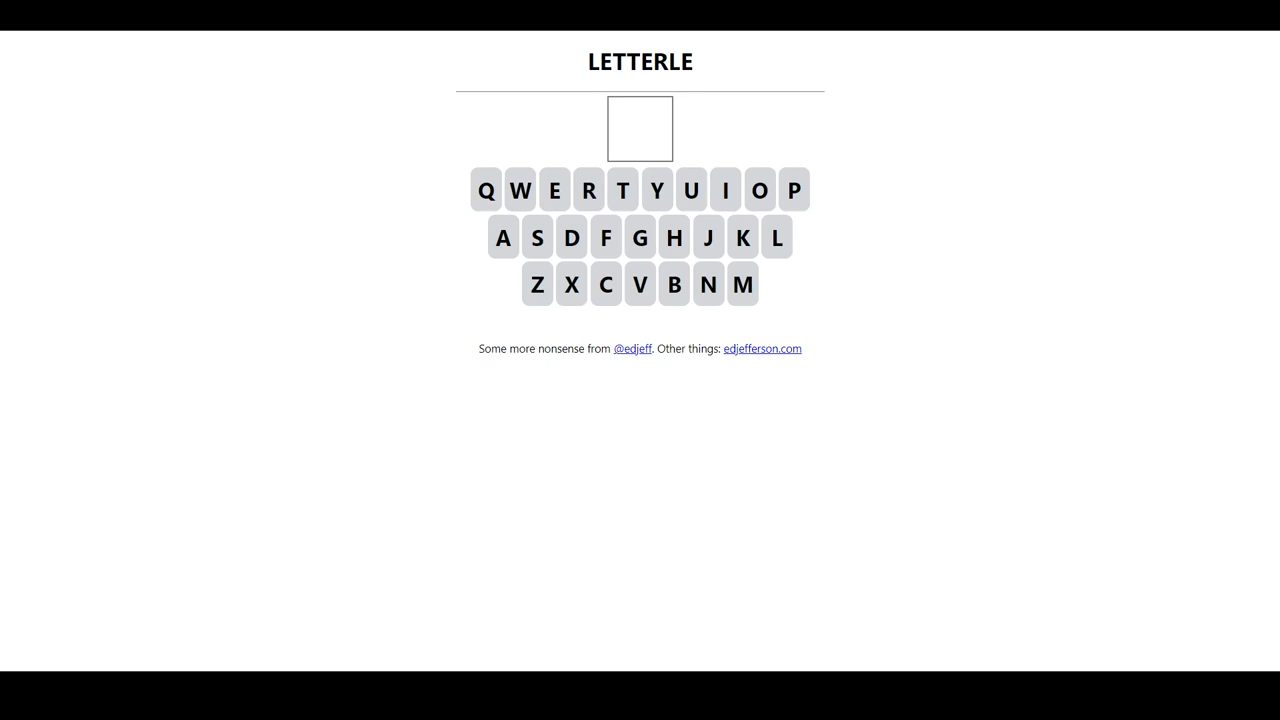 LETTERLE
Q W E R T Y U I O P
A S D F G H J K L
Z X C V B N M
Some more nonsense from @edjeff. Other things: edjefferson.com